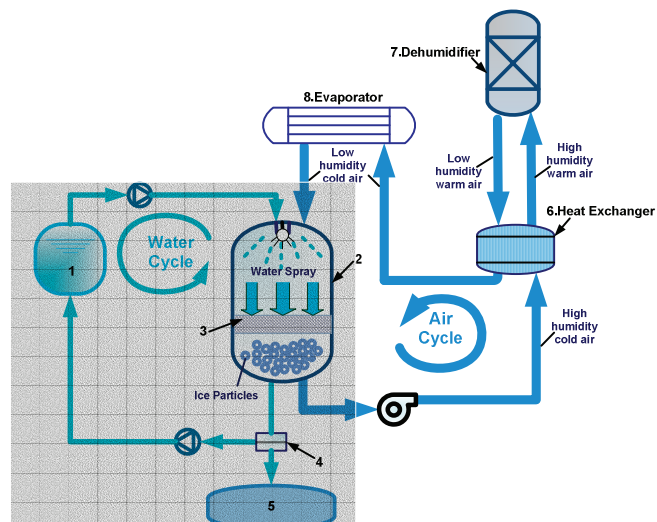 7.Dehumidifier
8.Evaporator
Low
humidity
cold air
Low
humidity
warm air
High
humidity
warm air
6.Heat Exchanger
Water
Cycle
1
2
Water Spray
3
Air
Cycle
High
humidity
cold air
Ice Particles
4
5